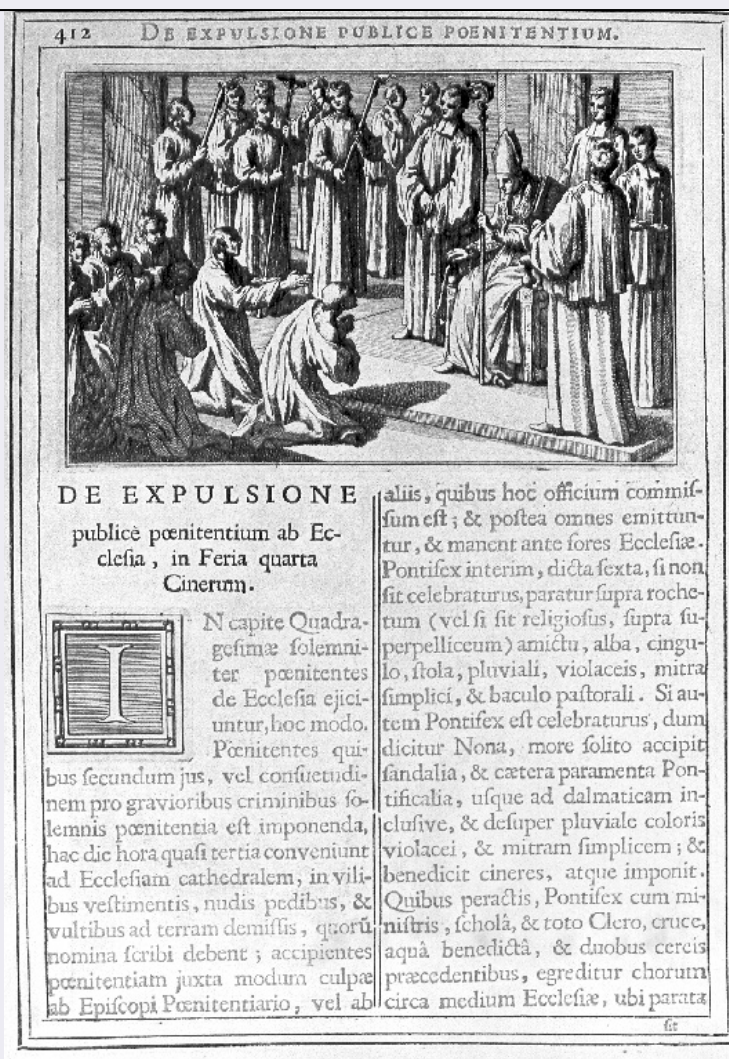 412 DE EXPULSIONE PUBLICE POENITENTIUM.
DE EXPULSIONE
publicè pœnitentium ab Ec-
cleſia, in Feria quarta
Cinerum.
IN capite Quadra-
geſimæ ſolemni-
ter pœnitentes
de Eccleſia ejici-
untur, hoc modo.
Pœnitentes qui-
bus ſecundum jus, vel conſuetudi-
nem pro gravioribus criminibus ſo-
lemnis pœnitentia eſt imponenda,
hac die hora quaſi tertia conveniunt
ad Eccleſiam cathedralem, in vili-
bus veſtimentis, nudis pedibus, &
vultibus ad terram demiſſis, quorũ
nomina ſcribi debent; accipientes
pœnitentiam juxta modum culpæ
ab Epiſcopi Pœnitentiario, vel ab
aliis, quibus hoc officium commiſ-
ſum eſt; & poſtea omnes emittun-
tur, & manent ante fores Eccleſiæ.
Pontifex interim, dicta ſexta, ſi non
ſit celebraturus, paratur ſupra roche-
tum (vel ſi ſit religioſus, ſupra ſu-
perpelliceum) amictu, alba, cingu-
lo, ſtola, pluviali, violaceis, mitra
ſimplici, & baculo paſtorali. Si au-
tem Pontifex eſt celebraturus, dum
dicitur Nona, more ſolito accipit
ſandalia, & cætera paramenta Pon-
tificalia, uſque ad dalmaticam in-
cluſive, & deſuper pluviale coloris
violacei, & mitram ſimplicem; &
benedicit cineres, atque imponit.
Quibus peractis, Pontifex cum mi-
niſtris, ſcholâ, & toto Clero, cruce,
aquâ benedictâ, & duobus cereis
præcedentibus, egreditur chorum
circa medium Eccleſiæ, ubi parata
ſit